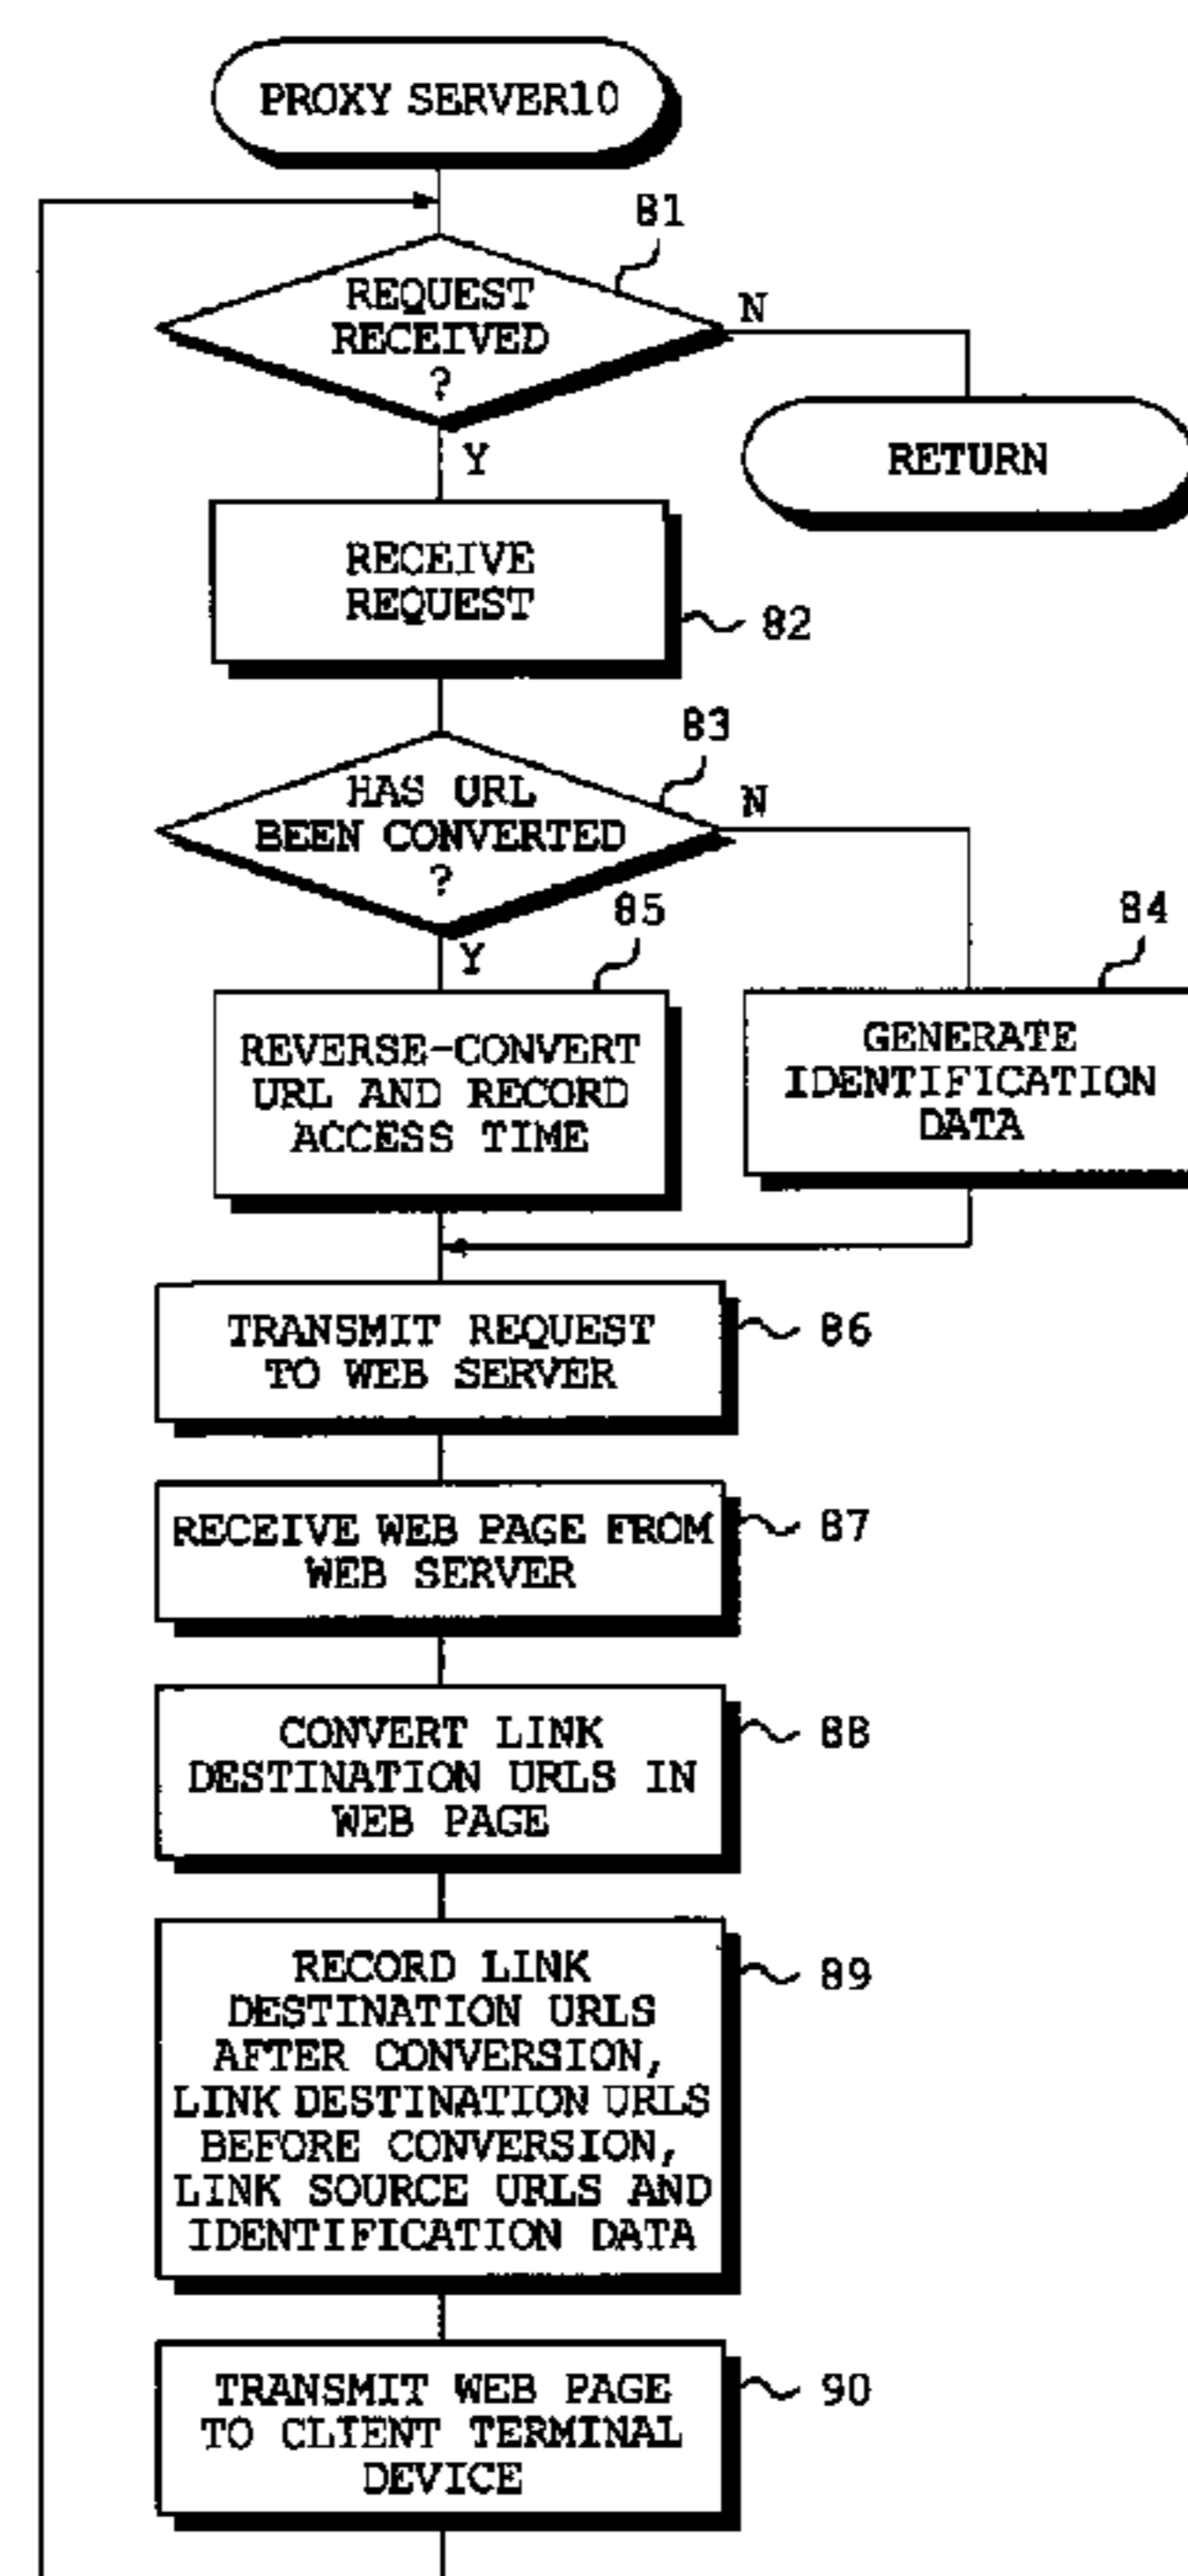 PROXY SERVER10
81
REQUEST
RECEIVED
?
N
Y
RETURN
RECEIVE
REQUEST
82
83
HAS URL
BEEN CONVERTED
?
N
Y
85
84
REVERSE-CONVERT
URL AND RECORD
ACCESS TIME
GENERATE
IDENTIFICATION
DATA
TRANSMIT REQUEST
TO WEB SERVER
86
RECEIVE WEB PAGE FROM
WEB SERVER
87
CONVERT LINK
DESTINATION URLS IN
WEB PAGE
88
RECORD LINK
DESTINATION URLS
AFTER CONVERSION,
LINK DESTINATION URLS
BEFORE CONVERSION,
LINK SOURCE URLS AND
IDENTIFICATION DATA
89
TRANSMIT WEB PAGE
TO CLIENT TERMINAL
DEVICE
90